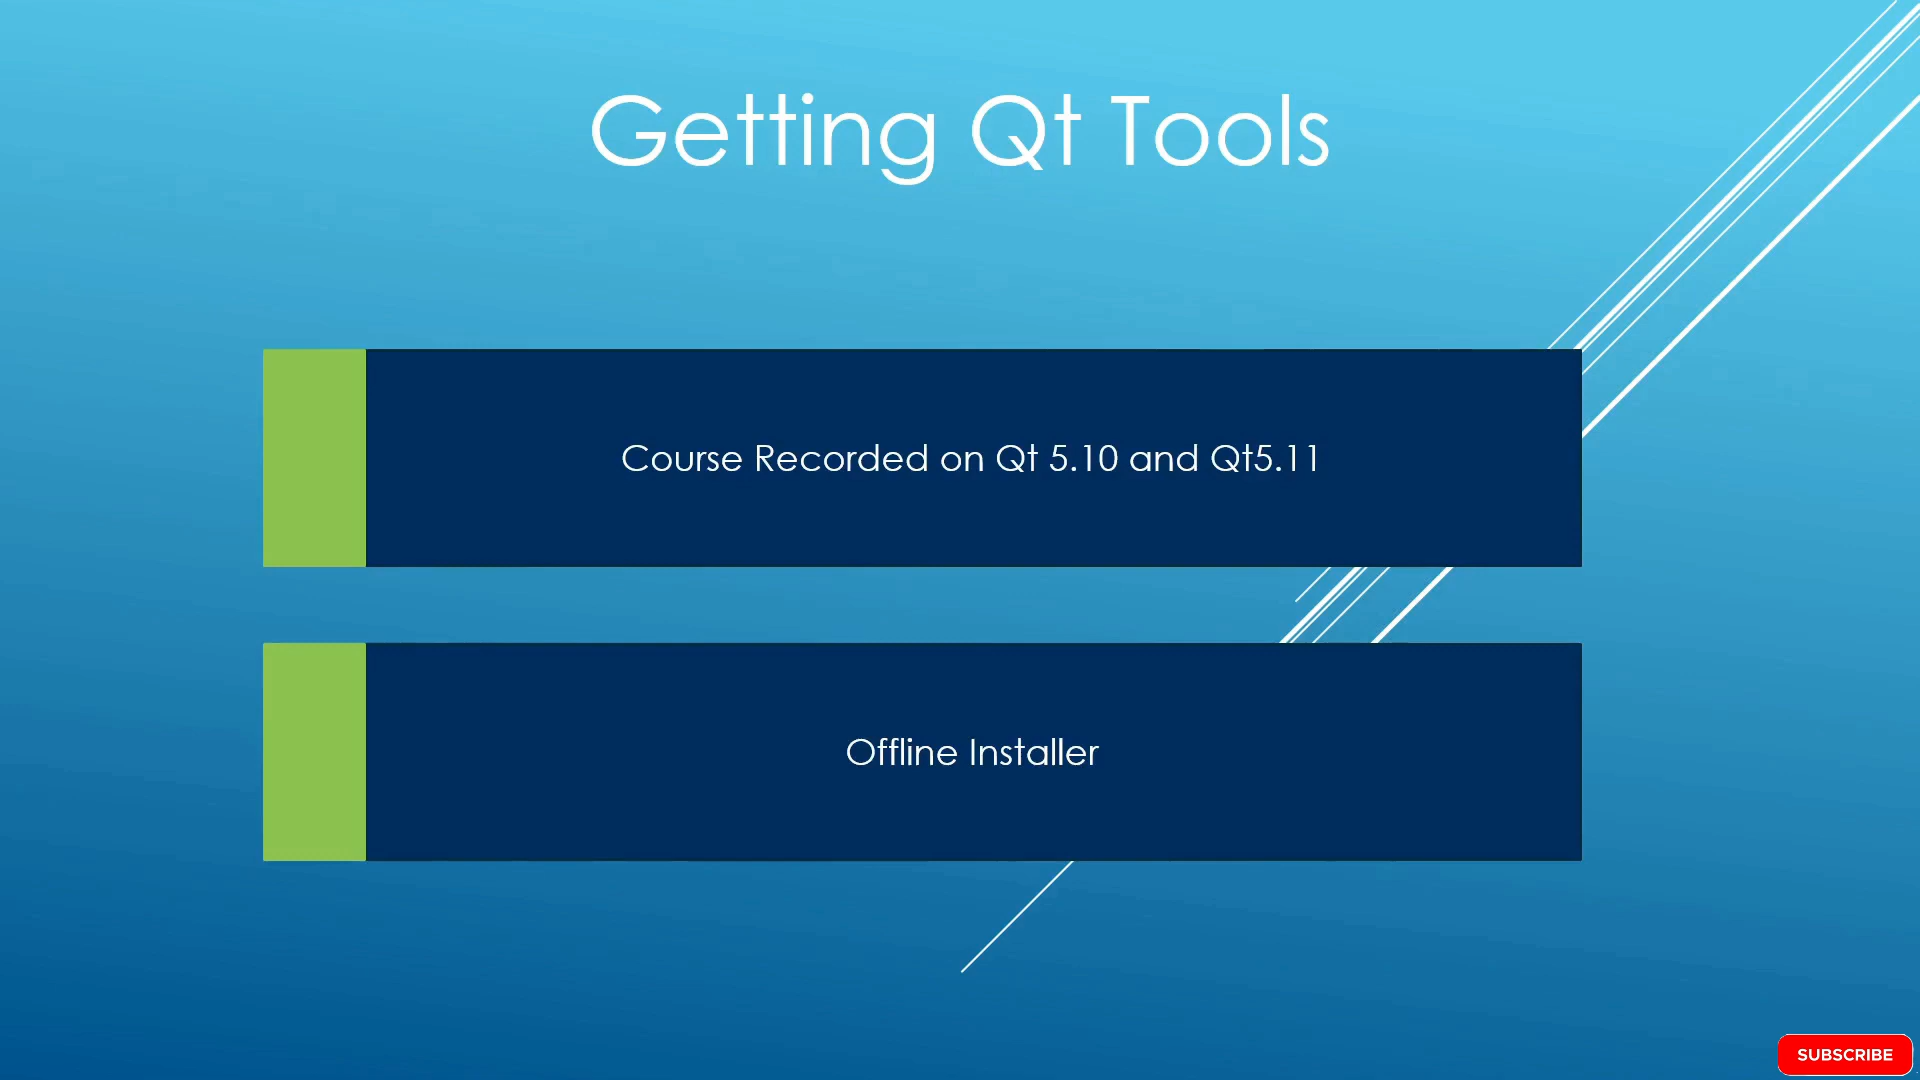 Getting Qt Tools
Course Recorded on Qt 5.10 and Qt5.11
Offline Installer
SUBSCRIBE